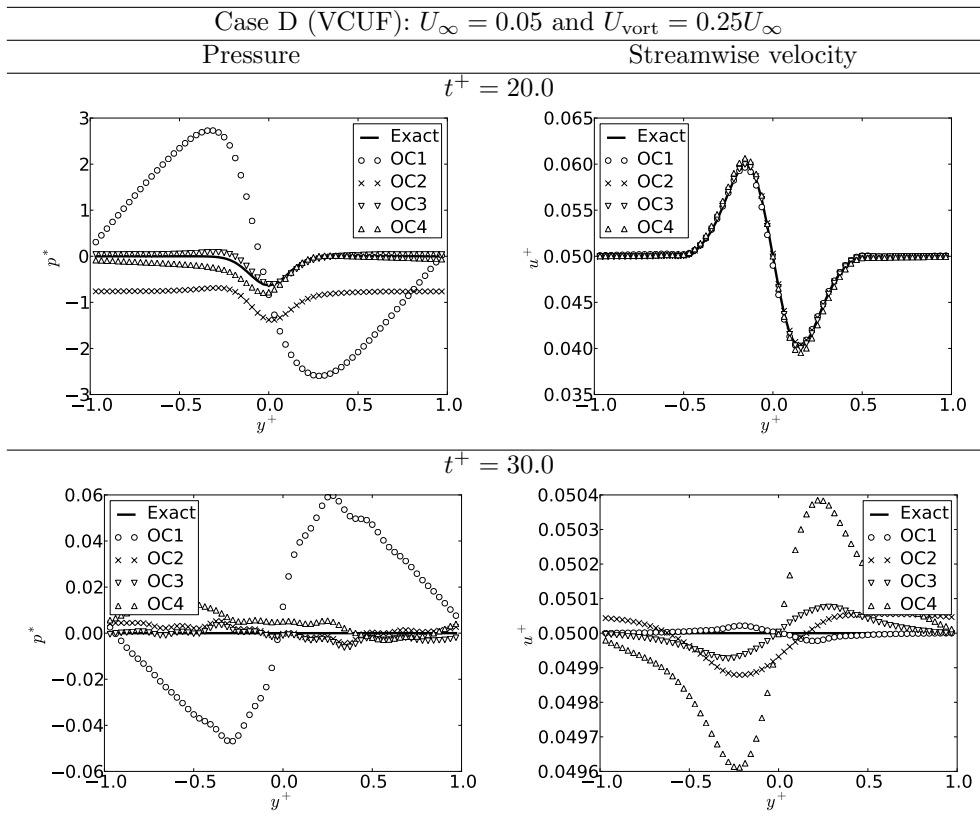 Case D (VCUF): U∞ = 0.05 and Uvort = 0.25U∞
Pressure Streamwise velocity
t+ = 20.0
3
2
1
0
−1
−2
−3
−1.0 −0.5 0.0 0.5 1.0
y+
p*
Exact
OC1
OC2
OC3
OC4
0.065
0.060
0.055
0.050
0.045
0.040
0.035
−1.0 −0.5 0.0 0.5 1.0
y+
u+
Exact
OC1
OC2
OC3
OC4
t+ = 30.0
0.06
0.04
0.02
0.00
−0.02
−0.04
−0.06
−1.0 −0.5 0.0 0.5 1.0
y+
p*
Exact
OC1
OC2
OC3
OC4
0.0504
0.0503
0.0502
0.0501
0.0500
0.0499
0.0498
0.0497
0.0496
−1.0 −0.5 0.0 0.5 1.0
y+
u+
Exact
OC1
OC2
OC3
OC4